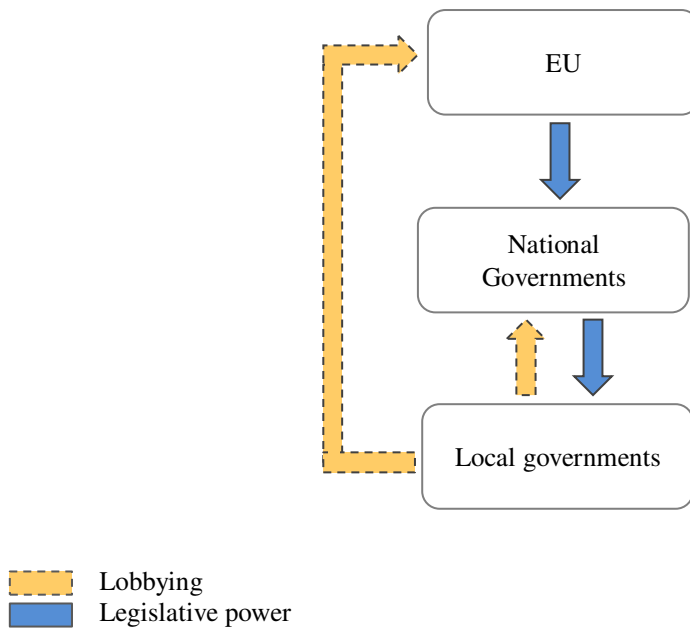 EU
National
Governments
Local governments
Lobbying
Legislative power